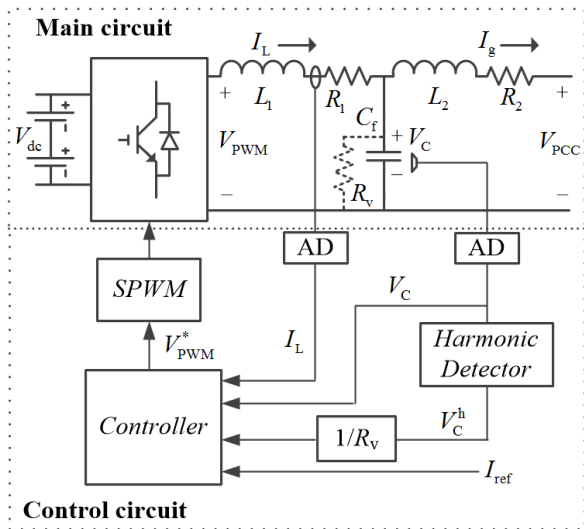 Main circuit
I_L
I_g
L_1
R_1
L_2
R_2
+
+
V_dc
−
+
−
V_PWM
−
C_f
+
V_C
−
R_v
+
V_PCC
−
AD
AD
SPWM
V_C
V*_PWM
I_L
Harmonic
Detector
Controller
1/R_v
V_C^h
I_ref
Control circuit